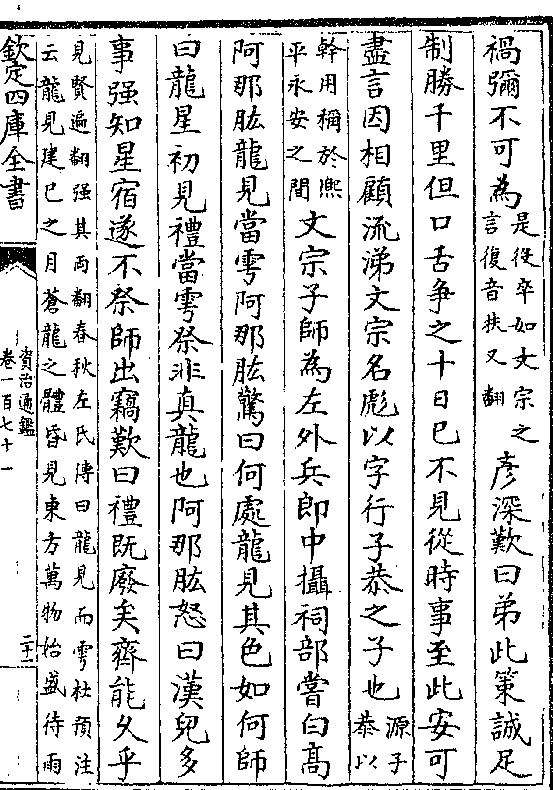 禍彌不可為是役卒如文宗之言復音扶又翻彦深歎曰弟此策誠足
制勝千里但口舌爭之十日已不見從時事至此安可
盡言因相顧流涕文宗名彪以字行子恭之子也源子恭以
幹用稱於熈平永安之間文宗子師為左外兵郎中攝祠部嘗白高
阿那肱龍見當雩阿那肱驚曰何處龍見其色如何師
曰龍星初見禮當雩祭非真龍也阿那肱怒曰漢兒多
事强知星宿遂不祭師出竊歎曰禮既廢矣齊能乆乎
見賢遍翻强其兩翻春秋左氏傳曰龍見而雩杜預注
云龍見建巳之月蒼龍之體昏見東方萬物始盛待雨
欽定四庫全書
資治通鑑
卷一百七十一